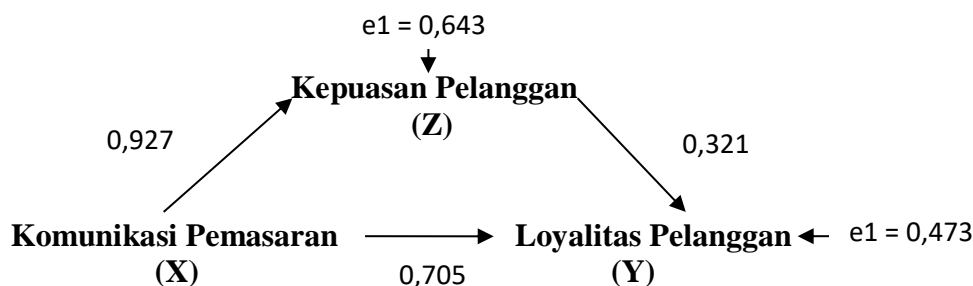 e1 = 0,643
Kepuasan Pelanggan
(Z)
0,927
0,321
Komunikasi Pemasaran
(X)
0,705
Loyalitas Pelanggan
(Y)
e1 = 0,473